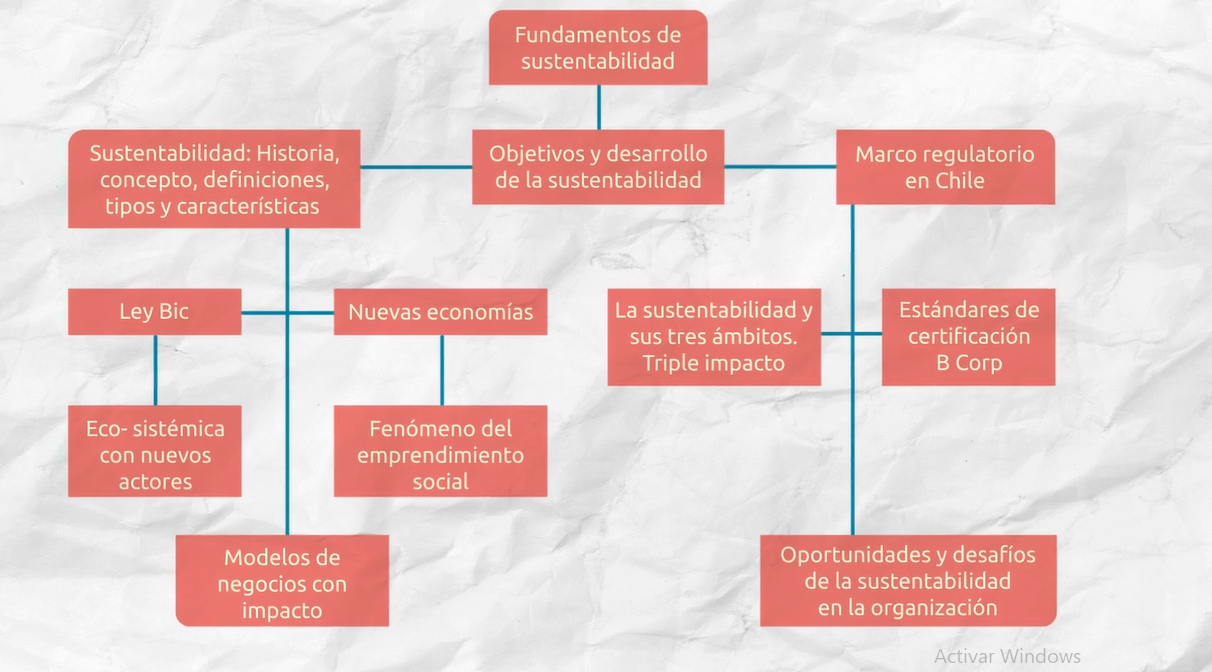 Fundamentos de
sustentabilidad
Sustentabilidad: Historia,
concepto, definiciones,
tipos y características
Objetivos y desarrollo
de la sustentabilidad
Marco regulatorio
en Chile
Ley Bic
Nuevas economías
La sustentabilidad y
sus tres ámbitos.
Triple impacto
Estándares de
certificación
B Corp
Eco- sistémica
con nuevos
actores
Fenómeno del
emprendimiento
social
Modelos de
negocios con
impacto
Oportunidades y desafíos
de la sustentabilidad
en la organización
Activar Windows